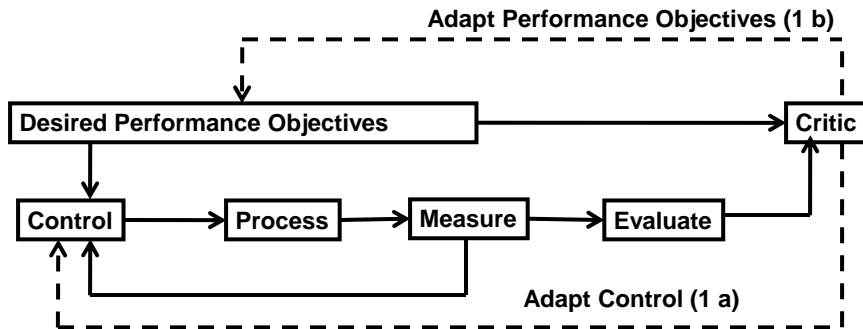 Adapt Performance Objectives (1 b)
Desired Performance Objectives
Critic
Control
Process
Measure
Evaluate
Adapt Control (1 a)